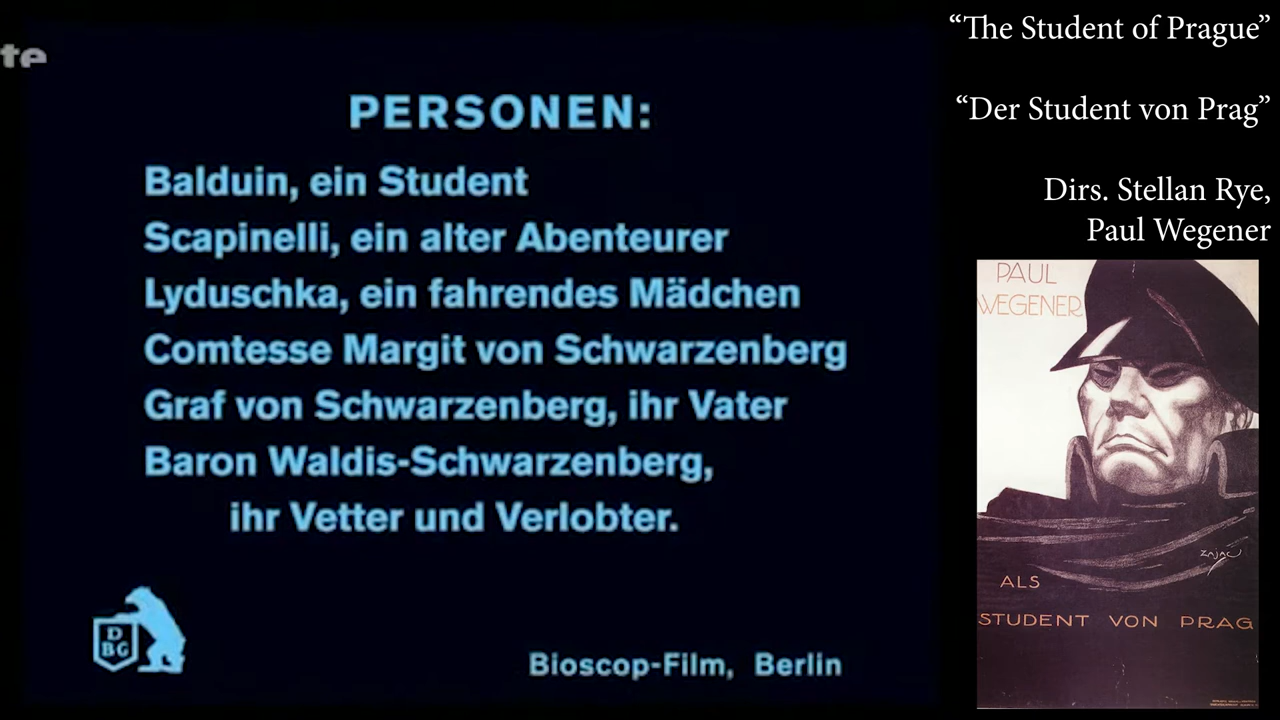 te
PERSONEN:
Balduin, ein Student
Scapinelli, ein alter Abenteurer
Lyduschka, ein fahrendes Mädchen
Comtesse Margit von Schwarzenberg
Graf von Schwarzenberg, ihr Vater
Baron Waldis-Schwarzenberg,
ihr Vetter und Verlobter.
D
BG
Bioscop-Film, Berlin
“The Student of Prague”
“Der Student von Prag”
Dirs. Stellan Rye,
Paul Wegener
PAUL
WEGENER
ALS
STUDENT VON PRAG